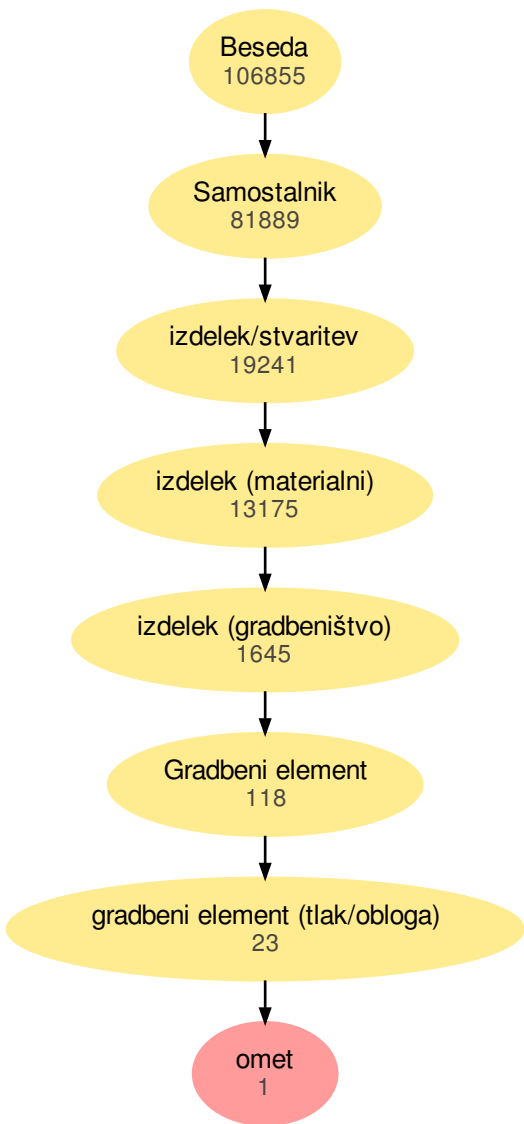 Beseda
106855
Samostalnik
81889
izdelek/stvaritev
19241
izdelek (materialni)
13175
izdelek (gradbeništvo)
1645
Gradbeni element
118
gradbeni element (tlak/obloga)
23
omet
1